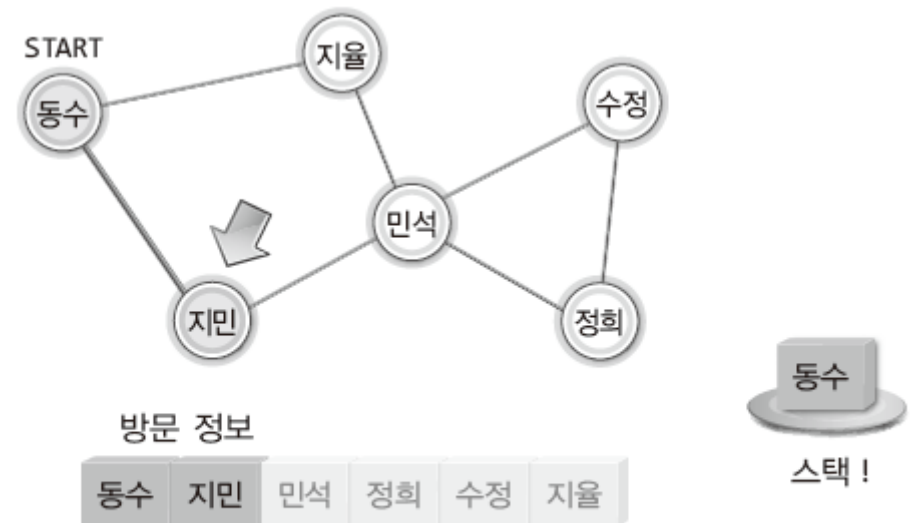 START
동수
지율
수정
민석
지민
정희
동수
스택 !
방문 정보
동수 지민 민석 정희 수정 지율